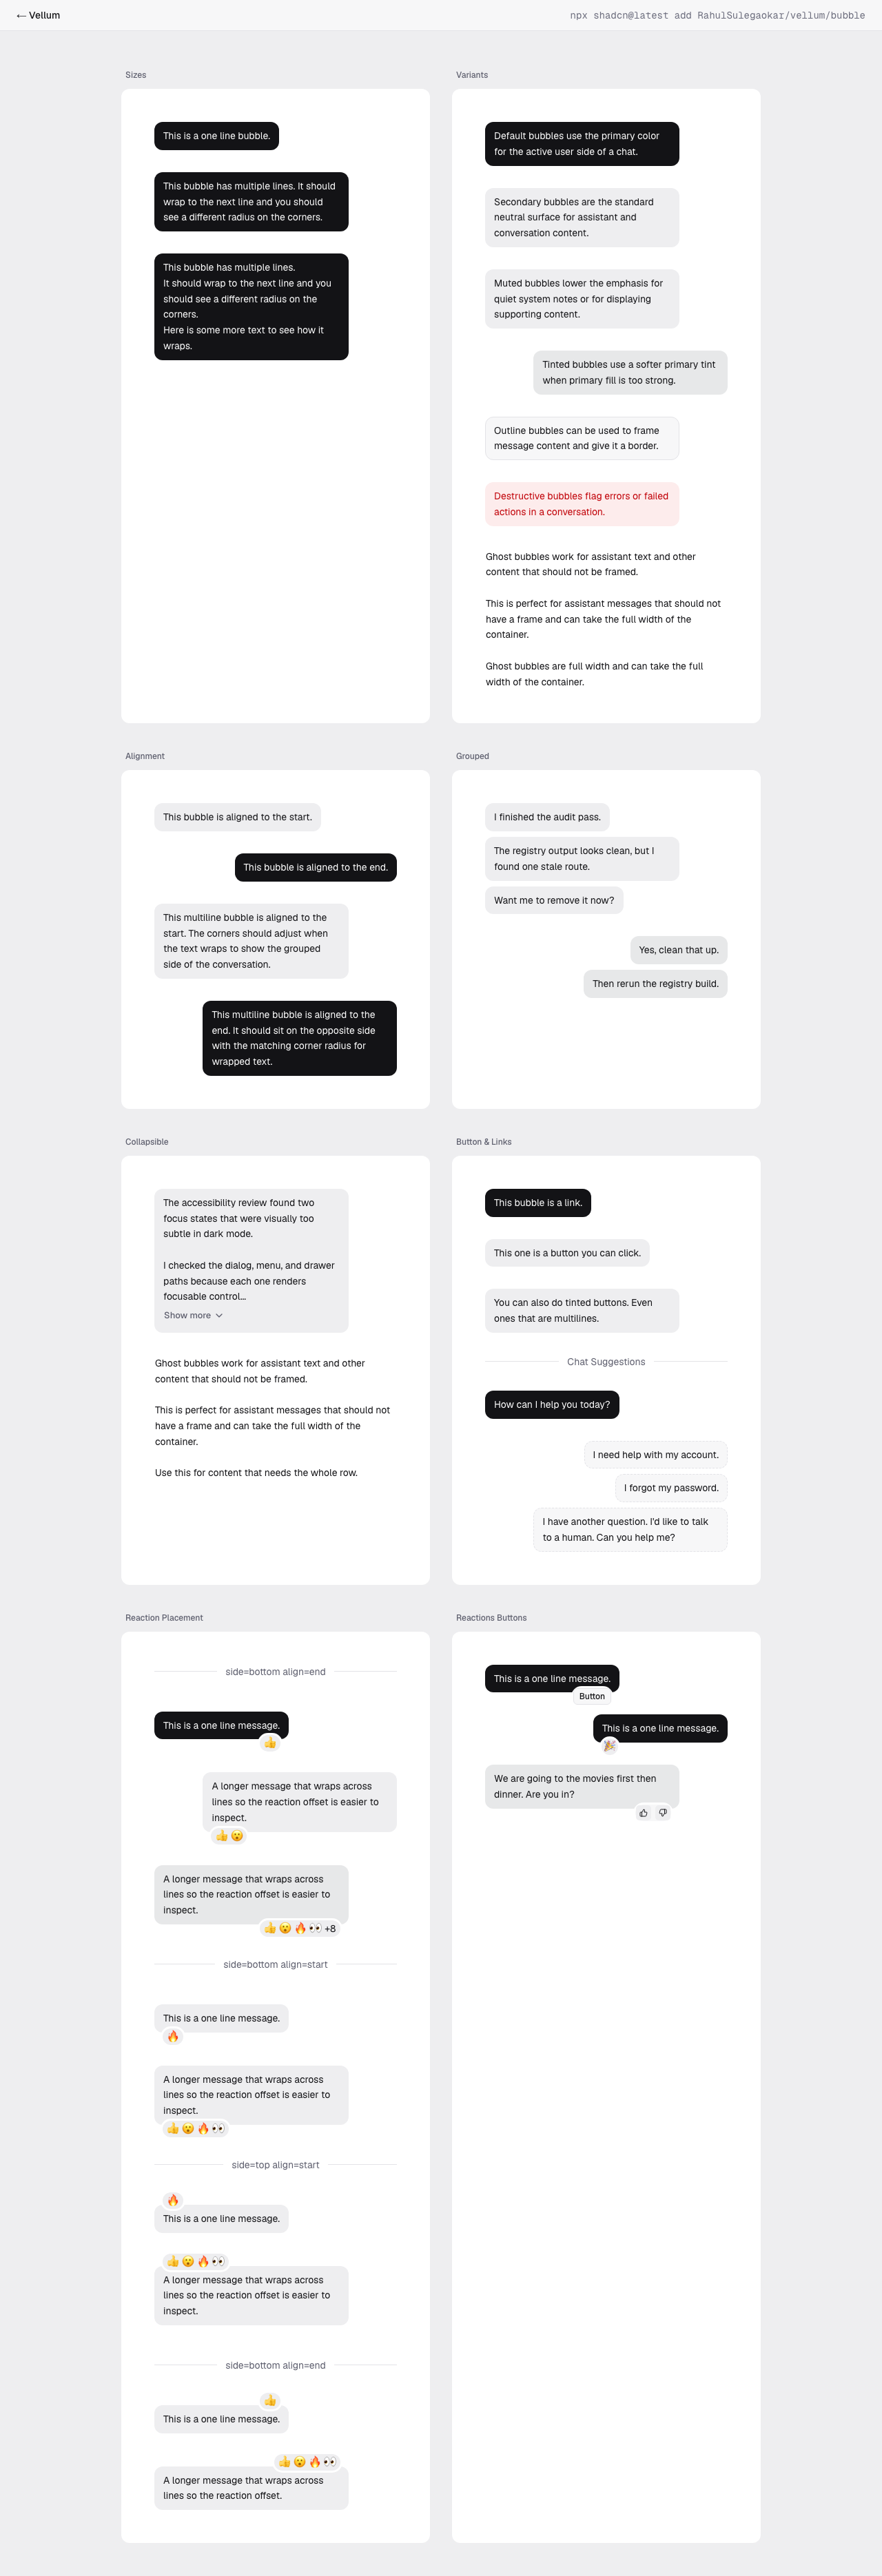 ← Vellum
npx shadcn@latest add RahulSulegaokar/vellum/bubble
Sizes
This is a one line bubble.
This bubble has multiple lines. It should
wrap to the next line and you should
see a different radius on the corners.
This bubble has multiple lines.
It should wrap to the next line and you
should see a different radius on the
corners.
Here is some more text to see how it
wraps.
Variants
Default bubbles use the primary color
for the active user side of a chat.
Secondary bubbles are the standard
neutral surface for assistant and
conversation content.
Muted bubbles lower the emphasis for
quiet system notes or for displaying
supporting content.
Tinted bubbles use a softer primary tint
when primary fill is too strong.
Outline bubbles can be used to frame
message content and give it a border.
Destructive bubbles flag errors or failed
actions in a conversation.
Ghost bubbles work for assistant text and other
content that should not be framed.
This is perfect for assistant messages that should not
have a frame and can take the full width of the
container.
Ghost bubbles are full width and can take the full
width of the container.
Alignment
This bubble is aligned to the start.
This bubble is aligned to the end.
This multiline bubble is aligned to the
start. The corners should adjust when
the text wraps to show the grouped
side of the conversation.
This multiline bubble is aligned to the
end. It should sit on the opposite side
with the matching corner radius for
wrapped text.
Grouped
I finished the audit pass.
The registry output looks clean, but I
found one stale route.
Want me to remove it now?
Yes, clean that up.
Then rerun the registry build.
Collapsible
The accessibility review found two
focus states that were visually too
subtle in dark mode.
I checked the dialog, menu, and drawer
paths because each one renders
focusable control...
Show more
Ghost bubbles work for assistant text and other
content that should not be framed.
This is perfect for assistant messages that should not
have a frame and can take the full width of the
container.
Use this for content that needs the whole row.
Button & Links
This bubble is a link.
This one is a button you can click.
You can also do tinted buttons. Even
ones that are multilines.
Chat Suggestions
How can I help you today?
I need help with my account.
I forgot my password.
I have another question. I'd like to talk
to a human. Can you help me?
Reaction Placement
side=bottom align=end
This is a one line message.
👍
A longer message that wraps across
lines so the reaction offset is easier to
inspect.
👍😮
A longer message that wraps across
lines so the reaction offset is easier to
inspect.
👍😮🔥👀 +8
side=bottom align=start
This is a one line message.
🔥
A longer message that wraps across
lines so the reaction offset is easier to
inspect.
👍😮🔥👀
side=top align=start
🔥
This is a one line message.
👍😮🔥👀
A longer message that wraps across
lines so the reaction offset is easier to
inspect.
side=bottom align=end
👍
This is a one line message.
👍😮🔥👀
A longer message that wraps across
lines so the reaction offset.
Reactions Buttons
This is a one line message.
Button
This is a one line message.
🎉
We are going to the movies first then
dinner. Are you in?